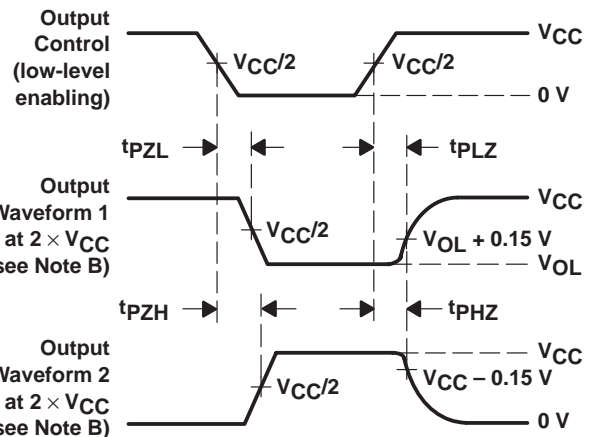 Output
Control
(low-level
enabling)
VCC
VCC/2
VCC/2
0 V
tPZL
tPLZ
Output
Waveform 1
at 2 × VCC
see Note B)
VCC
VCC/2
VOL + 0.15 V
VOL
tPZH
tPHZ
Output
Waveform 2
at 2 × VCC
see Note B)
VCC
VCC/2
VCC – 0.15 V
0 V